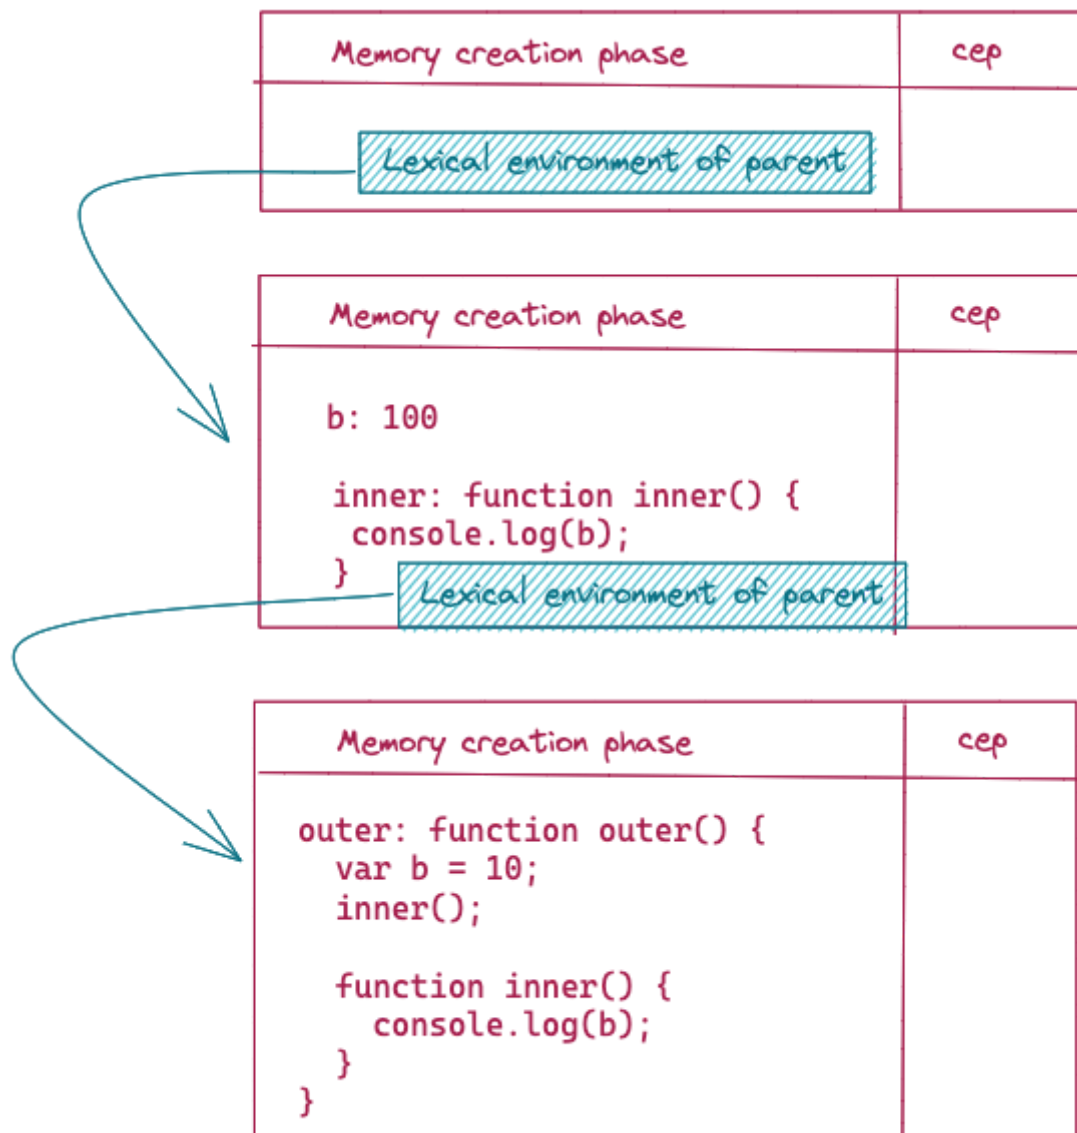 Memory creation phase cep
Lexical environment of parent
Memory creation phase cep
b: 100
inner: function inner() {
console.log(b);
}
Lexical environment of parent
Memory creation phase cep
outer: function outer() {
var b = 10;
inner();
function inner() {
console.log(b);
}
}